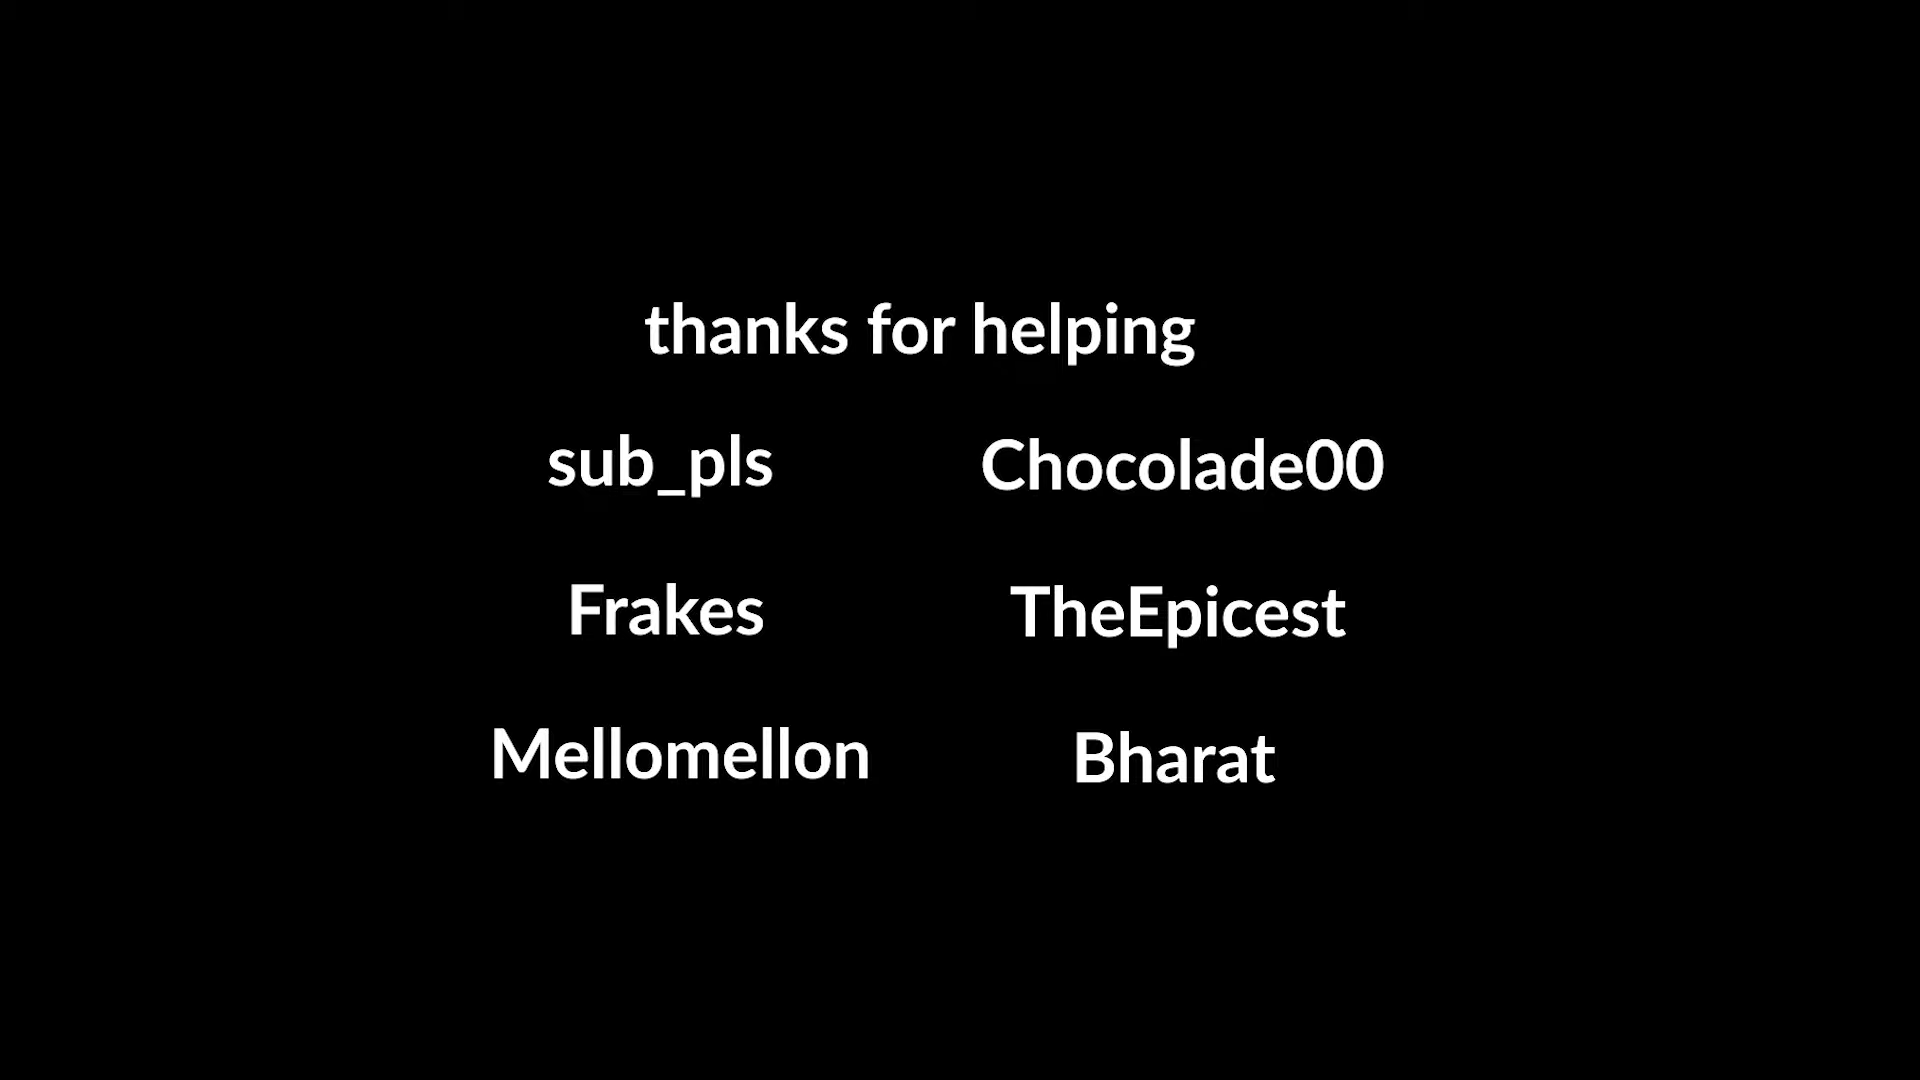 thanks for helping
sub_pls Chocolade00
Frakes TheEpicest
Mellomellon Bharat